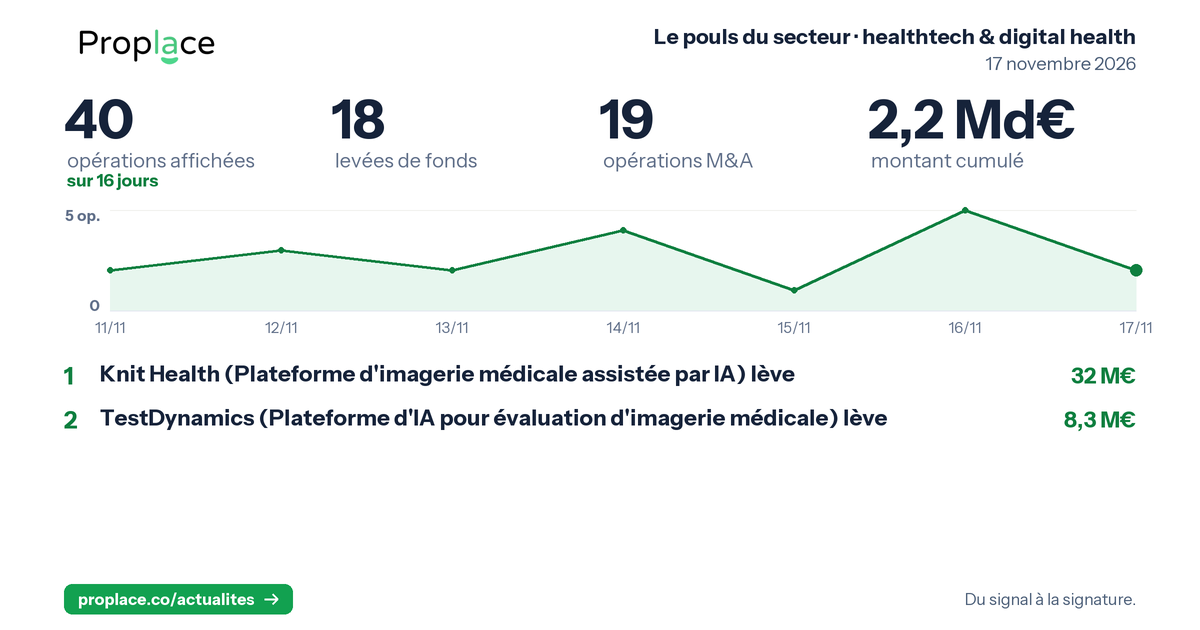 Proplace
Le pouls du secteur · healthtech & digital health
17 novembre 2026
40
18
19
2,2 Md€
opérations affichées
levées de fonds
opérations M&A
montant cumulé
sur 16 jours
5 op.
0
11/11
12/11
13/11
14/11
15/11
16/11
17/11
1 Knit Health (Plateforme d'imagerie médicale assistée par IA) lève 32 M€
2 TestDynamics (Plateforme d'IA pour évaluation d'imagerie médicale) lève 8,3 M€
proplace.co/actualites →
Du signal à la signature.